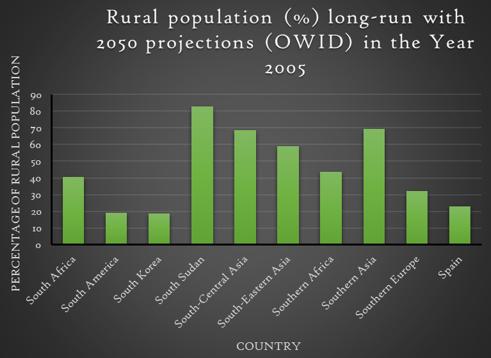 Rural population (%) long-run with
2050 projections (OWID) in the Year
2005
PERCENTAGE OF RURAL POPULATION
90
80
70
60
50
40
30
20
10
0
South Africa
South America
South Korea
South Sudan
South-Central Asia
South-Eastern Asia
Southern Africa
Southern Asia
Southern Europe
Spain
COUNTRY